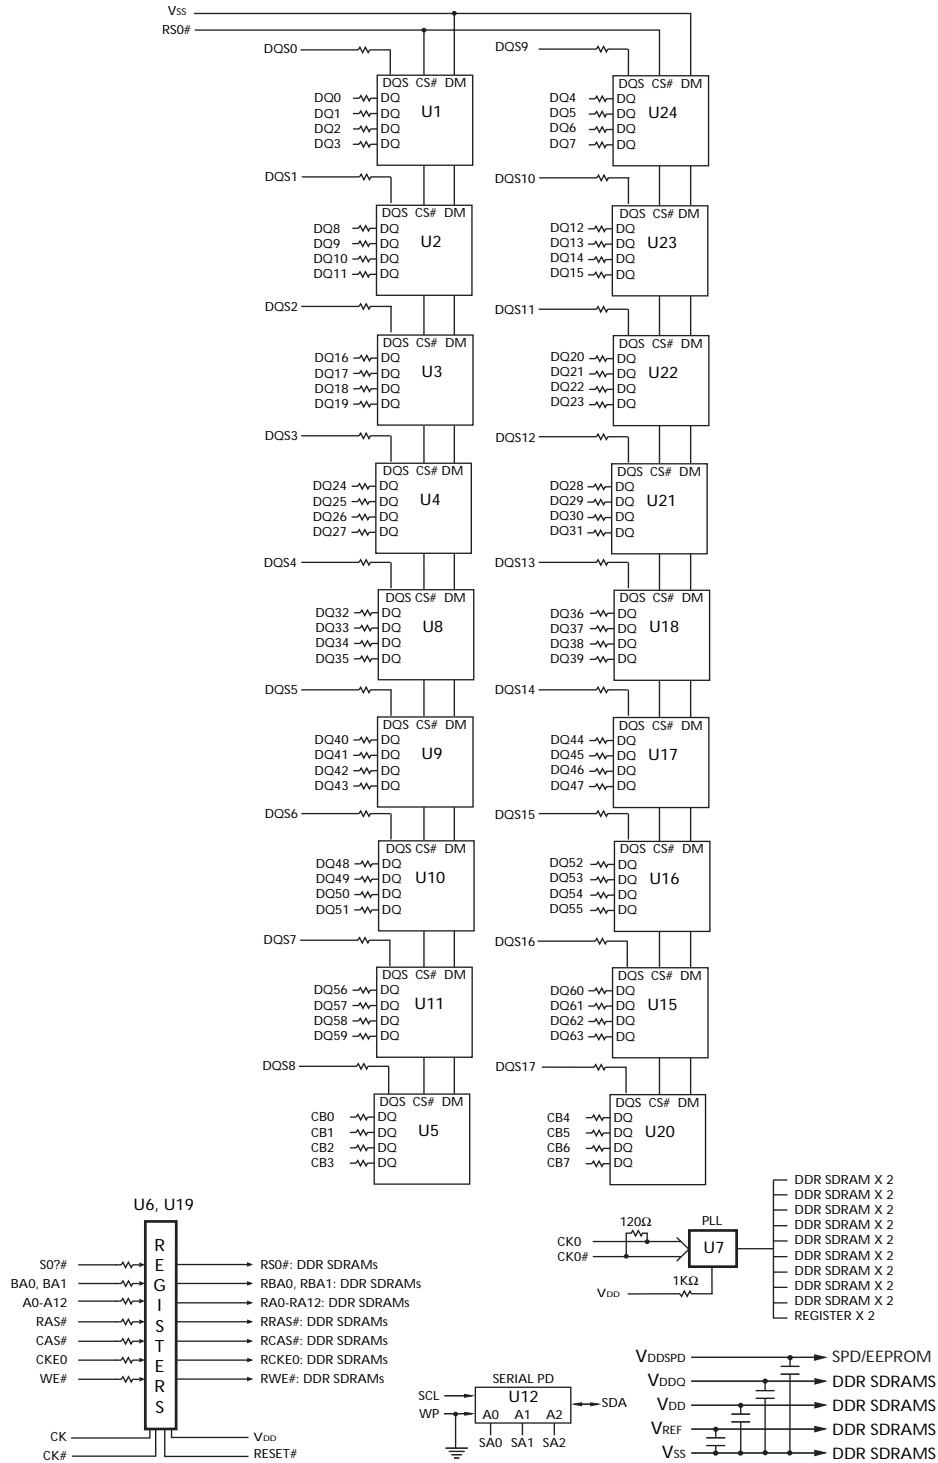 VSS
RS0#
DQS0 DQS9
DQS CS# DM DQS CS# DM
DQ0 DQ U1 DQ4 DQ U24
DQ1 DQ DQ5 DQ
DQ2 DQ DQ6 DQ
DQ3 DQ DQ7 DQ
DQS1 DQS10
DQS CS# DM DQS CS# DM
DQ8 DQ U2 DQ12 DQ U23
DQ9 DQ DQ13 DQ
DQ10 DQ DQ14 DQ
DQ11 DQ DQ15 DQ
DQS2 DQS11
DQS CS# DM DQS CS# DM
DQ16 DQ U3 DQ20 DQ U22
DQ17 DQ DQ21 DQ
DQ18 DQ DQ22 DQ
DQ19 DQ DQ23 DQ
DQS3 DQS12
DQS CS# DM DQS CS# DM
DQ24 DQ U4 DQ28 DQ U21
DQ25 DQ DQ29 DQ
DQ26 DQ DQ30 DQ
DQ27 DQ DQ31 DQ
DQS4 DQS13
DQS CS# DM DQS CS# DM
DQ32 DQ U8 DQ36 DQ U18
DQ33 DQ DQ37 DQ
DQ34 DQ DQ38 DQ
DQ35 DQ DQ39 DQ
DQS5 DQS14
DQS CS# DM DQS CS# DM
DQ40 DQ U9 DQ44 DQ U17
DQ41 DQ DQ45 DQ
DQ42 DQ DQ46 DQ
DQ43 DQ DQ47 DQ
DQS6 DQS15
DQS CS# DM DQS CS# DM
DQ48 DQ U10 DQ52 DQ U16
DQ49 DQ DQ53 DQ
DQ50 DQ DQ54 DQ
DQ51 DQ DQ55 DQ
DQS7 DQS16
DQS CS# DM DQS CS# DM
DQ56 DQ U11 DQ60 DQ U15
DQ57 DQ DQ61 DQ
DQ58 DQ DQ62 DQ
DQ59 DQ DQ63 DQ
DQS8 DQS17
DQS CS# DM DQS CS# DM
CB0 DQ U5 CB4 DQ U20
CB1 DQ CB5 DQ
CB2 DQ CB6 DQ
CB3 DQ CB7 DQ
U6, U19
REGISTERS
S0?# RS0#: DDR SDRAMs
BA0, BA1 RBA0, RBA1: DDR SDRAMs
A0-A12 RA0-RA12: DDR SDRAMs
RAS# RRAS#: DDR SDRAMs
CAS# RCAS#: DDR SDRAMs
CKE0 RCKE0: DDR SDRAMs
WE# RWE#: DDR SDRAMs
CK VDD
CK# RESET#
120Ω PLL
CK0 U7
CK0#
1KΩ
VDD
DDR SDRAM X 2
DDR SDRAM X 2
DDR SDRAM X 2
DDR SDRAM X 2
DDR SDRAM X 2
DDR SDRAM X 2
DDR SDRAM X 2
DDR SDRAM X 2
DDR SDRAM X 2
REGISTER X 2
SERIAL PD
SCL U12 SDA
WP A0 A1 A2
SA0 SA1 SA2
VDDSPD SPD/EEPROM
VDDQ DDR SDRAMS
VDD DDR SDRAMS
VREF DDR SDRAMS
VSS DDR SDRAMS